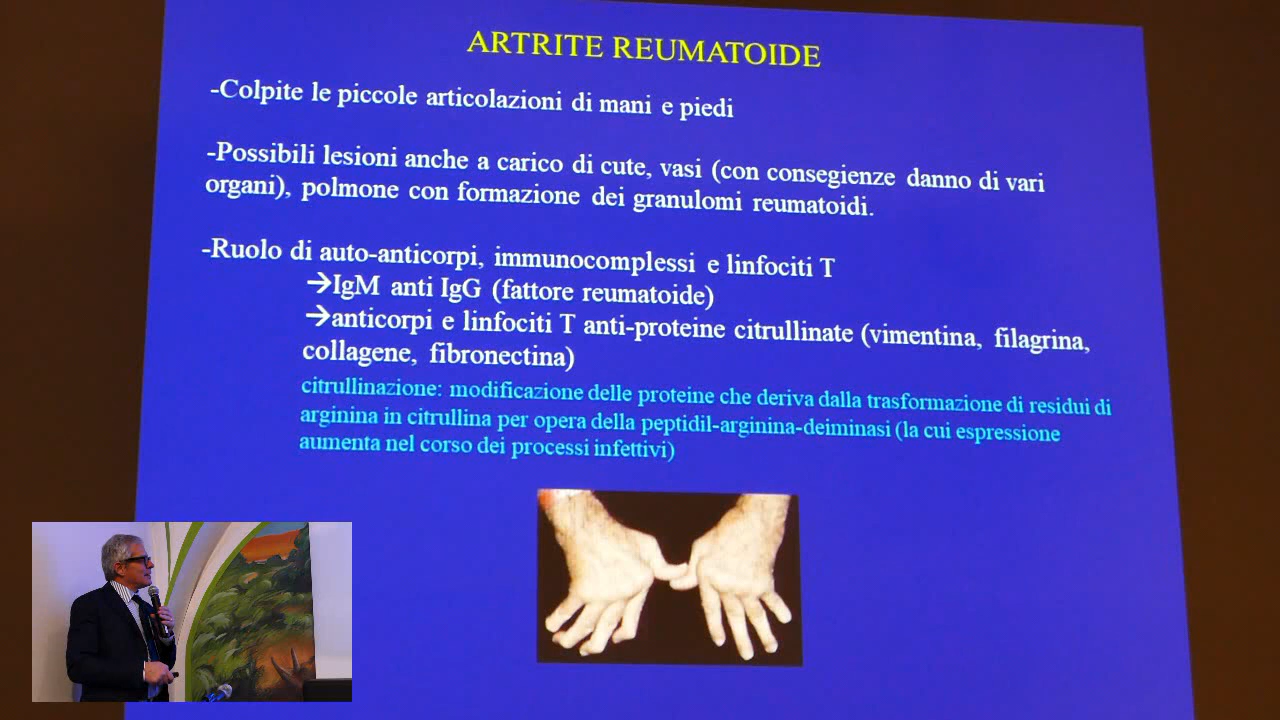 ARTRITE REUMATOIDE
-Colpite le piccole articolazioni di mani e piedi
-Possibili lesioni anche a carico di cute, vasi (con consegienze danno di vari
organi), polmone con formazione dei granulomi reumatoidi.
-Ruolo di auto-anticorpi, immunocomplessi e linfociti T
→IgM anti IgG (fattore reumatoide)
→anticorpi e linfociti T anti-proteine citrullinate (vimentina, filagrina,
collagene, fibronectina)
citrullinazione: modificazione delle proteine che deriva dalla trasformazione di residui di
arginina in citrullina per opera della peptidil-arginina-deiminasi (la cui espressione
aumenta nel corso dei processi infettivi)